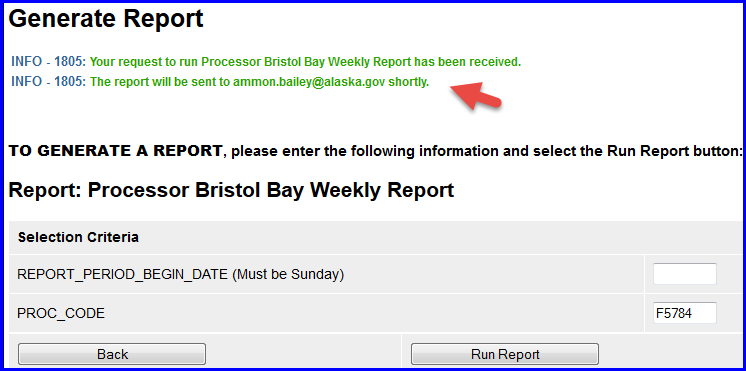 Generate Report
INFO - 1805: Your request to run Processor Bristol Bay Weekly Report has been received.
INFO - 1805: The report will be sent to ammon.bailey@alaska.gov shortly.
TO GENERATE A REPORT, please enter the following information and select the Run Report button:
Report: Processor Bristol Bay Weekly Report
Selection Criteria
REPORT_PERIOD_BEGIN_DATE (Must be Sunday)
PROC_CODE F5784
Back Run Report